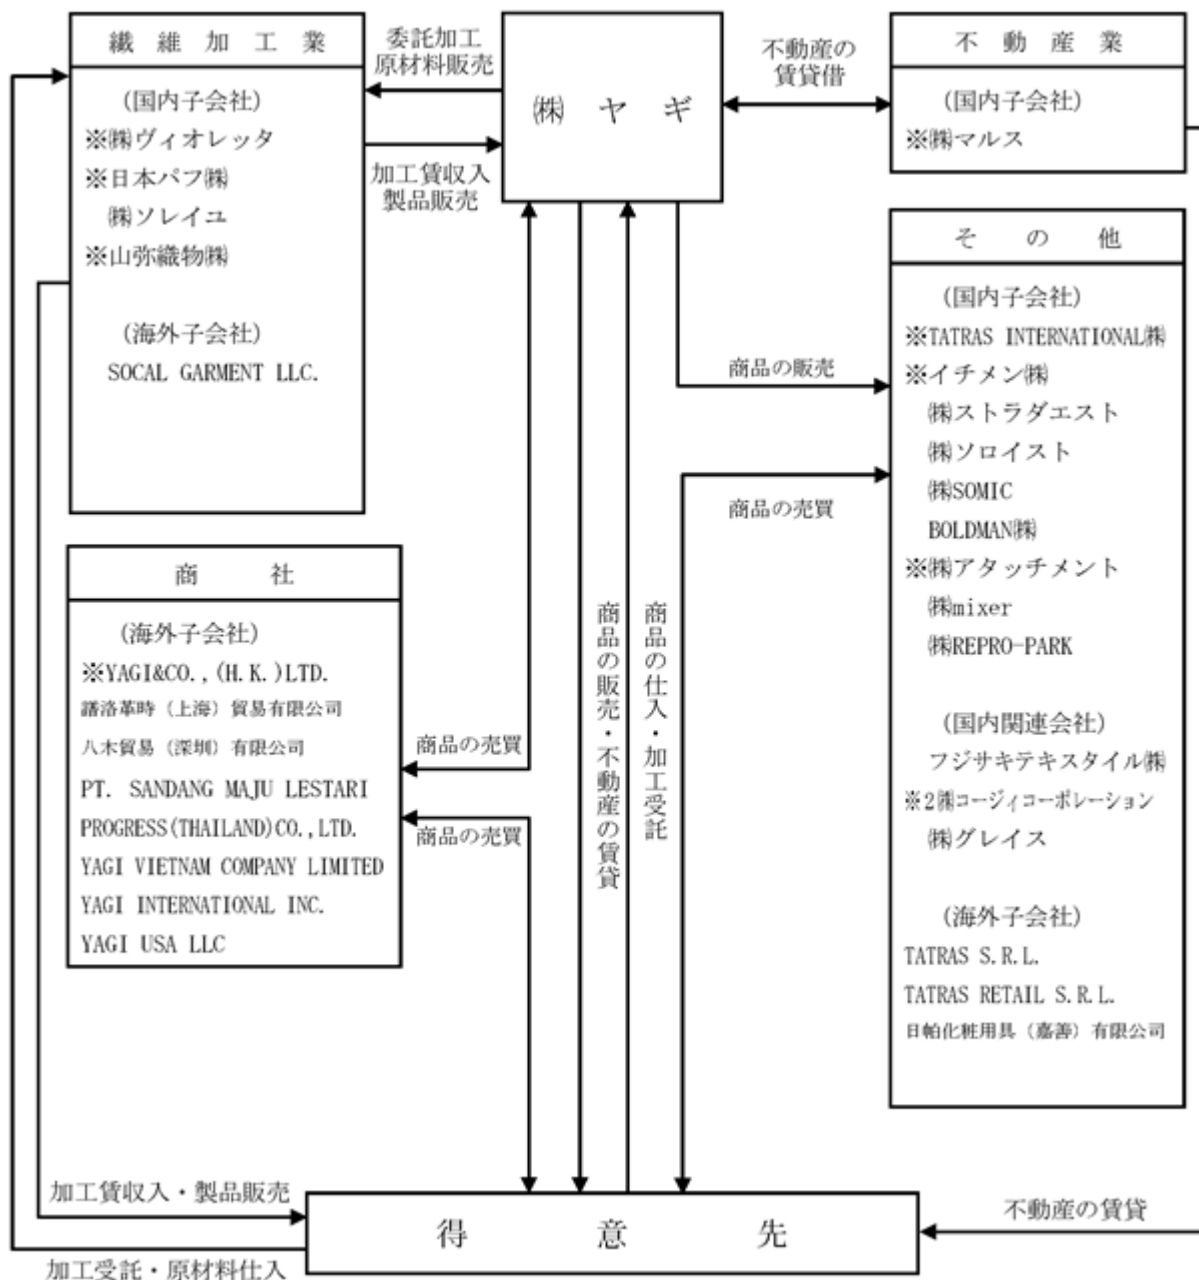 繊維加工業
(国内子会社)
※㈱ヴィオレッタ
※日本パフ㈱
㈱ソレイユ
※山弥織物㈱
(海外子会社)
SOCAL GARMENT LLC.
委託加工
原材料販売
加工賃収入
製品販売
㈱ヤギ
不動産の
賃貸借
不動産業
(国内子会社)
※㈱マルス
その他
(国内子会社)
※TATRAS INTERNATIONAL㈱
※イチメン㈱
㈱ストラダエスト
㈱ソロイスト
㈱SOMIC
BOLDMAN㈱
※㈱アタッチメント
㈱mixer
㈱REPRO-PARK
(国内関連会社)
フジサキテキスタイル㈱
※2㈱コージィコーポレーション
㈱グレイス
(海外子会社)
TATRAS S.R.L.
TATRAS RETAIL S.R.L.
日帕化粧用具（嘉善）有限公司
商品の販売
商品の売買
商社
(海外子会社)
※YAGI&CO.,(H.K.)LTD.
譜洛革時（上海）貿易有限公司
八木貿易（深圳）有限公司
PT. SANDANG MAJU LESTARI
PROGRESS(THAILAND)CO.,LTD.
YAGI VIETNAM COMPANY LIMITED
YAGI INTERNATIONAL INC.
YAGI USA LLC
商品の売買
商品の売買
商品の販売・不動産の賃貸
商品の仕入・加工受託
加工賃収入・製品販売
加工受託・原材料仕入
得意先
不動産の賃貸